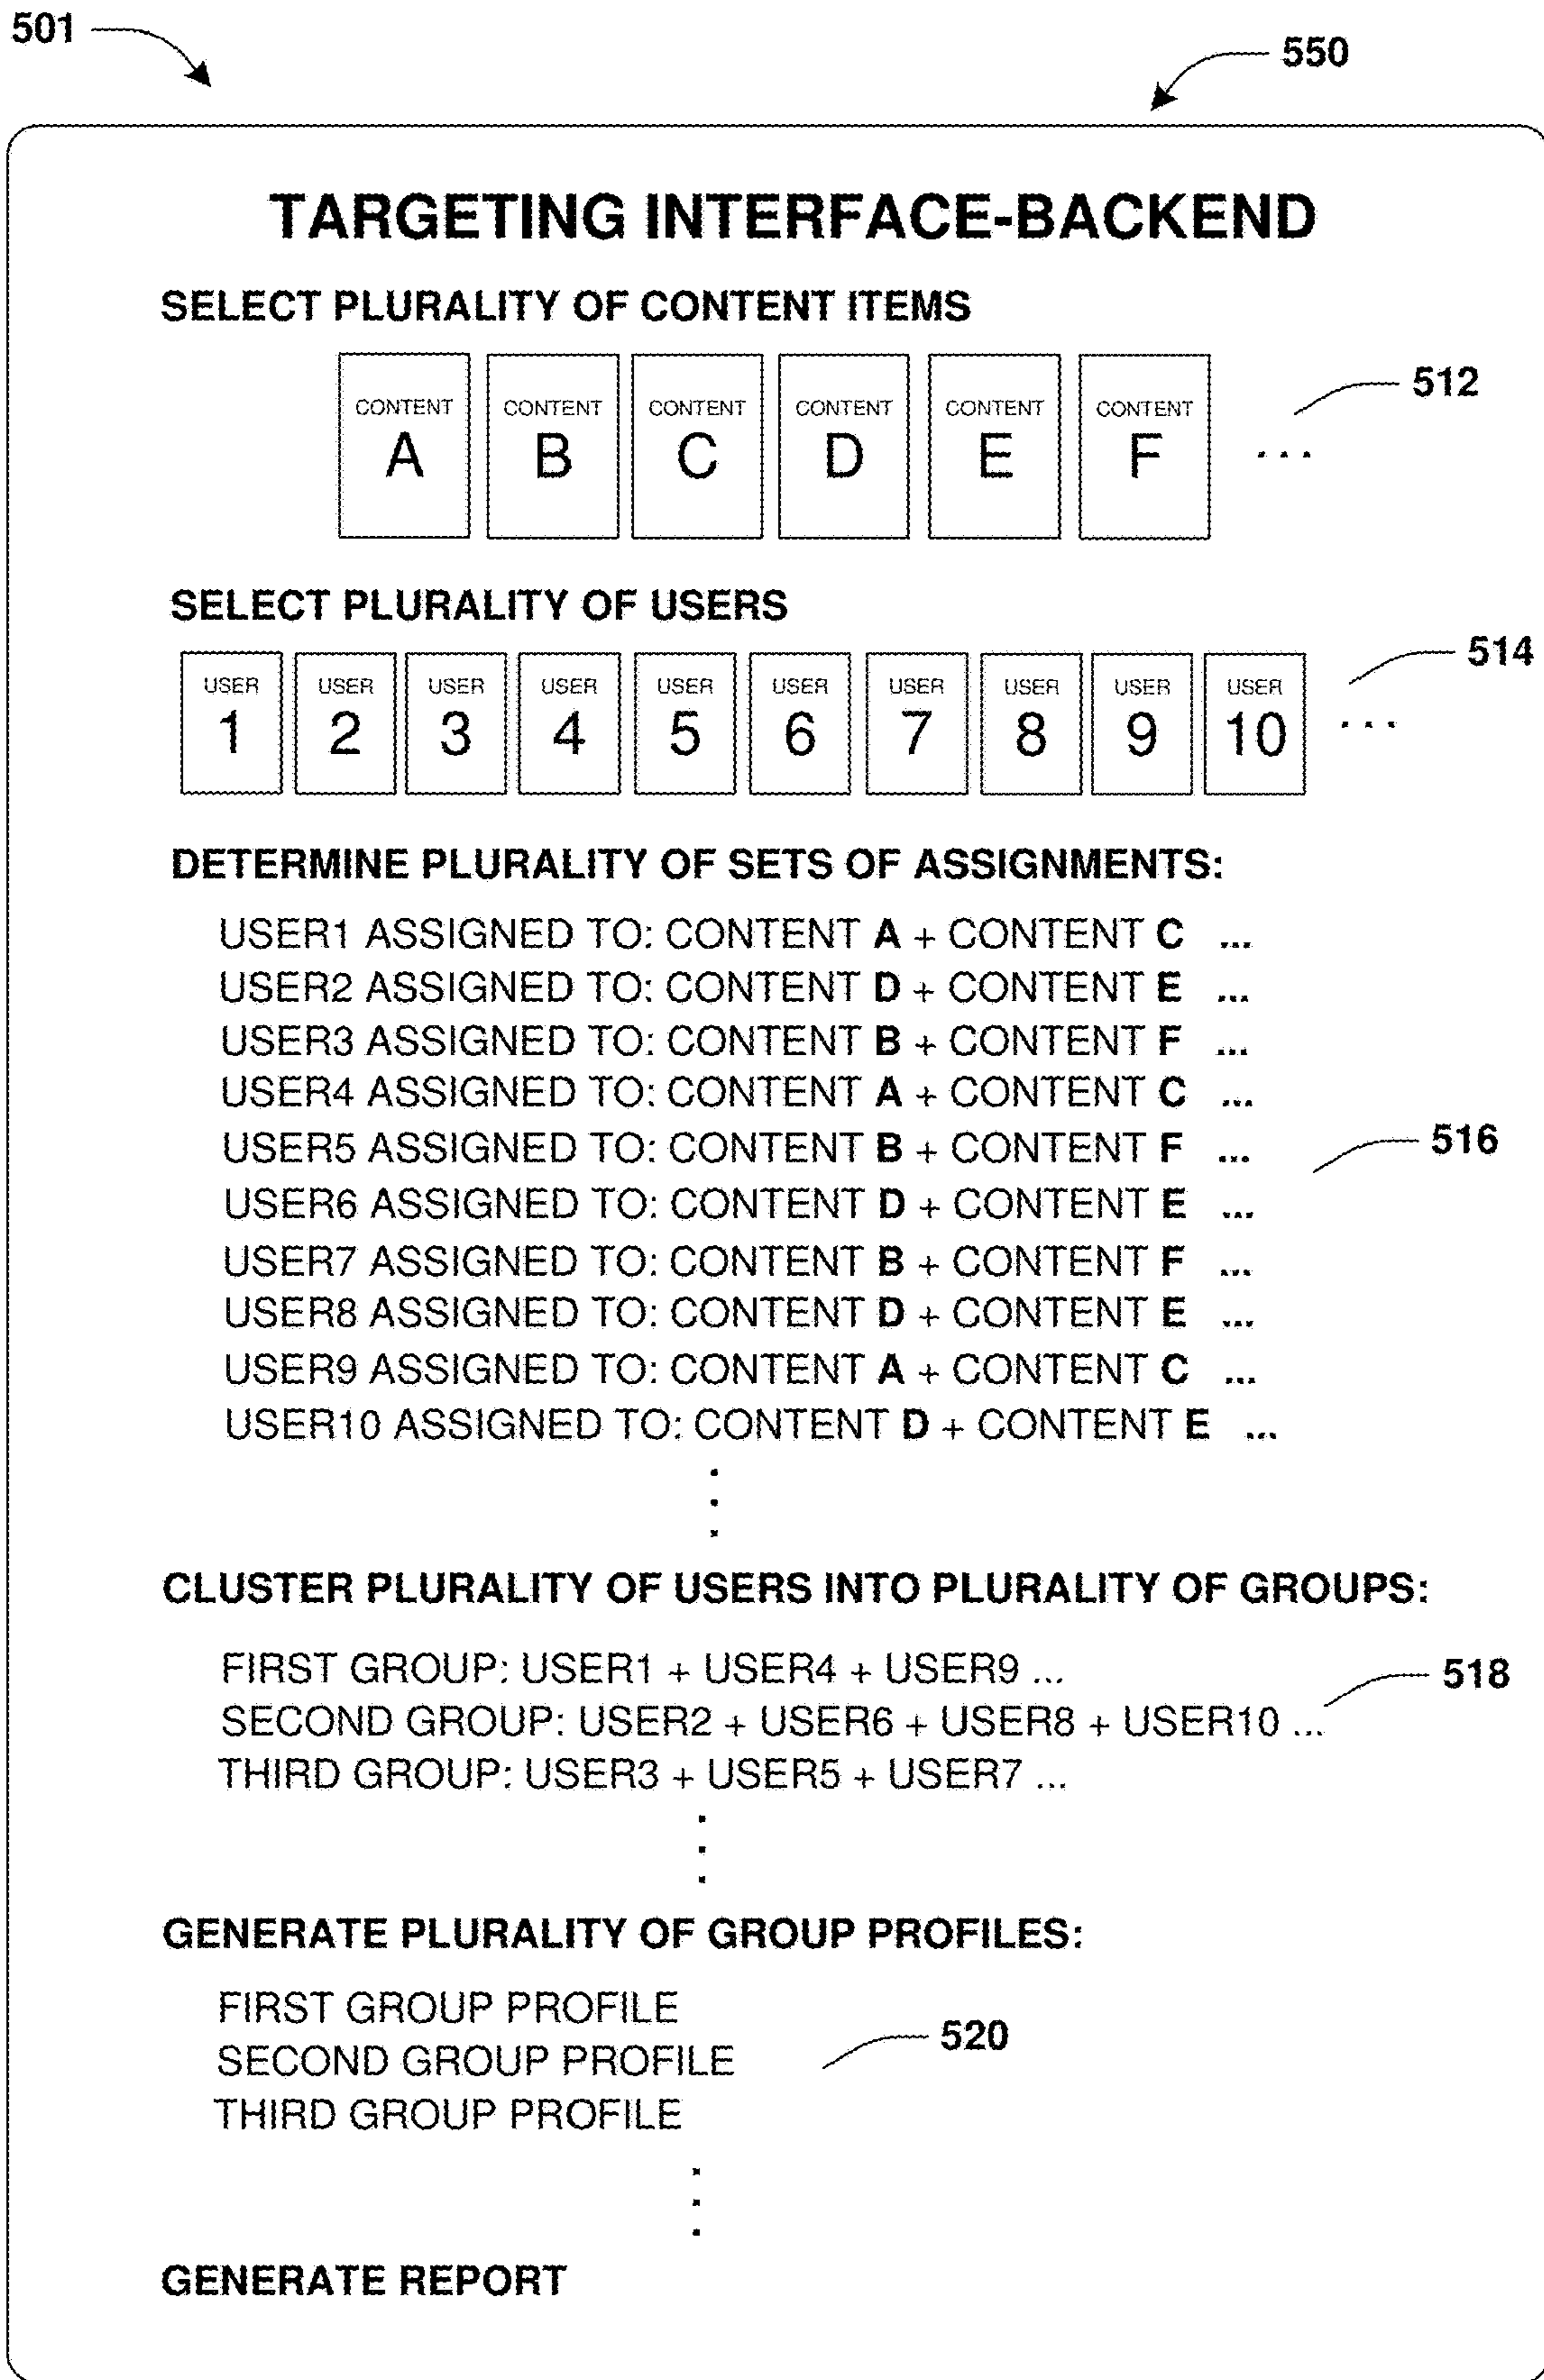 501
550
TARGETING INTERFACE-BACKEND
SELECT PLURALITY OF CONTENT ITEMS
CONTENT CONTENT CONTENT CONTENT CONTENT CONTENT
A B C D E F ...
512
SELECT PLURALITY OF USERS
514
USER USER USER USER USER USER USER USER USER USER
1 2 3 4 5 6 7 8 9 10 ...
DETERMINE PLURALITY OF SETS OF ASSIGNMENTS:
USER1 ASSIGNED TO: CONTENT A + CONTENT C ...
USER2 ASSIGNED TO: CONTENT D + CONTENT E ...
USER3 ASSIGNED TO: CONTENT B + CONTENT F ...
USER4 ASSIGNED TO: CONTENT A + CONTENT C ...
USER5 ASSIGNED TO: CONTENT B + CONTENT F ...
516
USER6 ASSIGNED TO: CONTENT D + CONTENT E ...
USER7 ASSIGNED TO: CONTENT B + CONTENT F ...
USER8 ASSIGNED TO: CONTENT D + CONTENT E ...
USER9 ASSIGNED TO: CONTENT A + CONTENT C ...
USER10 ASSIGNED TO: CONTENT D + CONTENT E ...
CLUSTER PLURALITY OF USERS INTO PLURALITY OF GROUPS:
FIRST GROUP: USER1 + USER4 + USER9 ...
518
SECOND GROUP: USER2 + USER6 + USER8 + USER10 ...
THIRD GROUP: USER3 + USER5 + USER7 ...
GENERATE PLURALITY OF GROUP PROFILES:
FIRST GROUP PROFILE
520
SECOND GROUP PROFILE
THIRD GROUP PROFILE
GENERATE REPORT